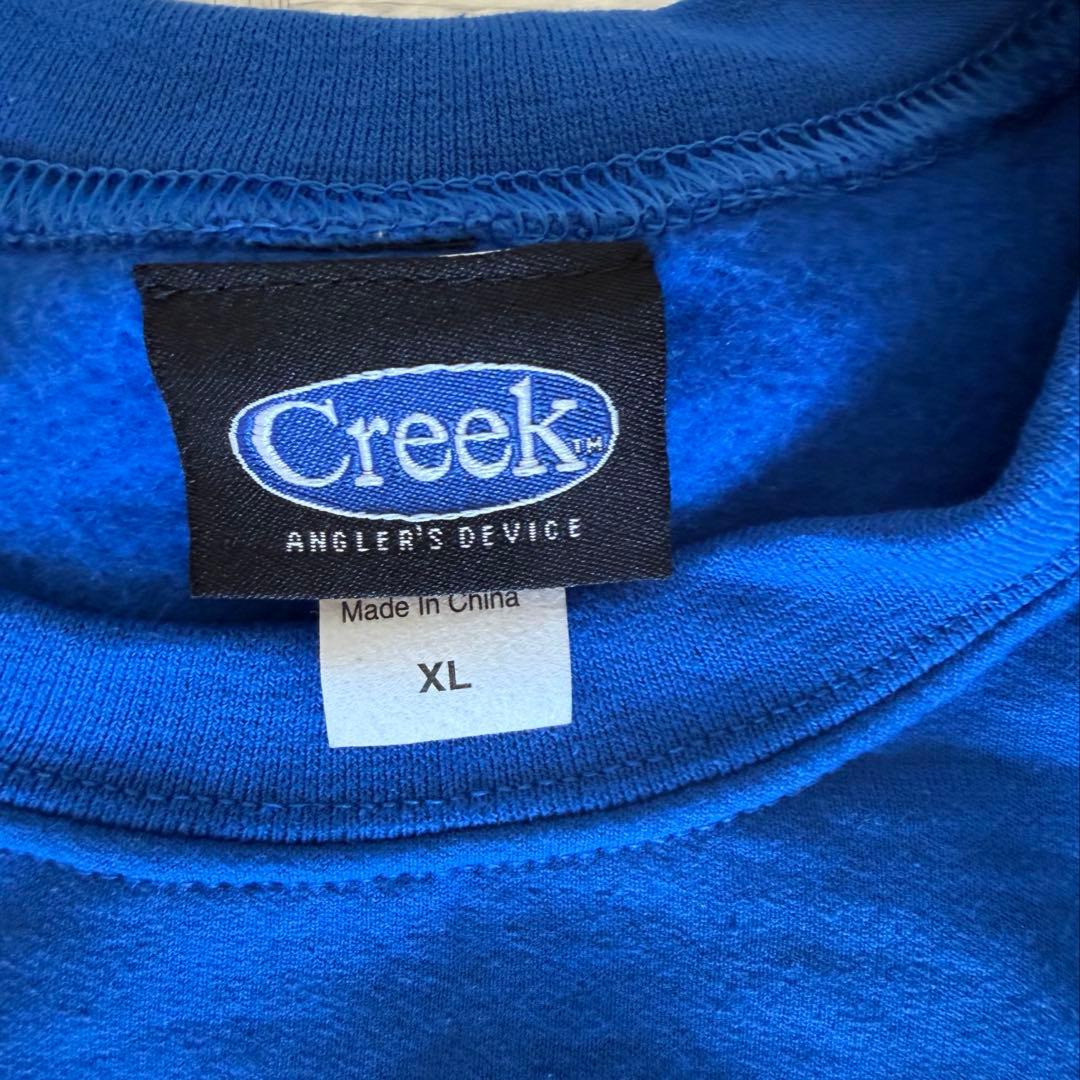 Creek™
ANGLER'S DEVICE
Made In China
XL